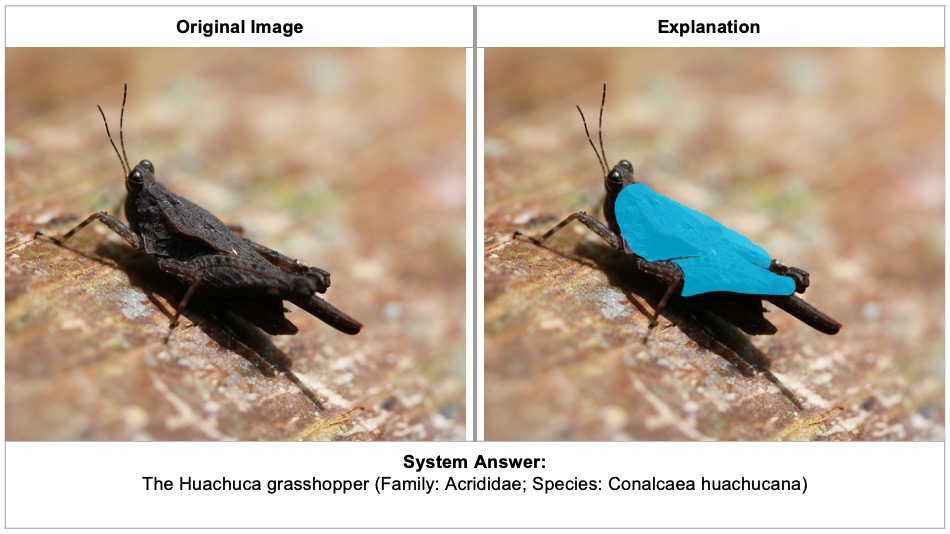 Original Image
Explanation
System Answer:
The Huachuca grasshopper (Family: Acrididae; Species: Conalcaea huachucana)